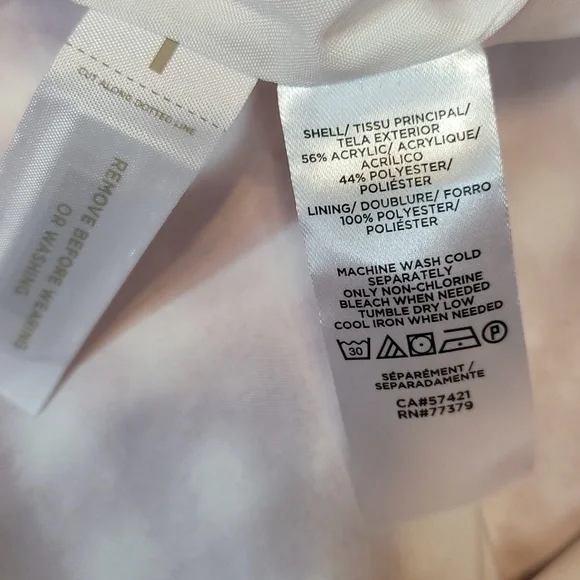 CUT ALONG DOTTED LINE
REMOVE BEFORE WEARING
OR WASHING
SHELL/ TISSU PRINCIPAL/
TELA EXTERIOR
56% ACRYLIC/ ACRYLIQUE/
ACRÍLICO
44% POLYESTER/
POLIÉSTER
LINING/ DOUBLURE/ FORRO
100% POLYESTER/
POLIÉSTER
MACHINE WASH COLD
SEPARATELY
ONLY NON-CHLORINE
BLEACH WHEN NEEDED
TUMBLE DRY LOW
COOL IRON WHEN NEEDED
30 P
SÉPARÉMENT/
SEPARADAMENTE
CA#57421
RN#77379